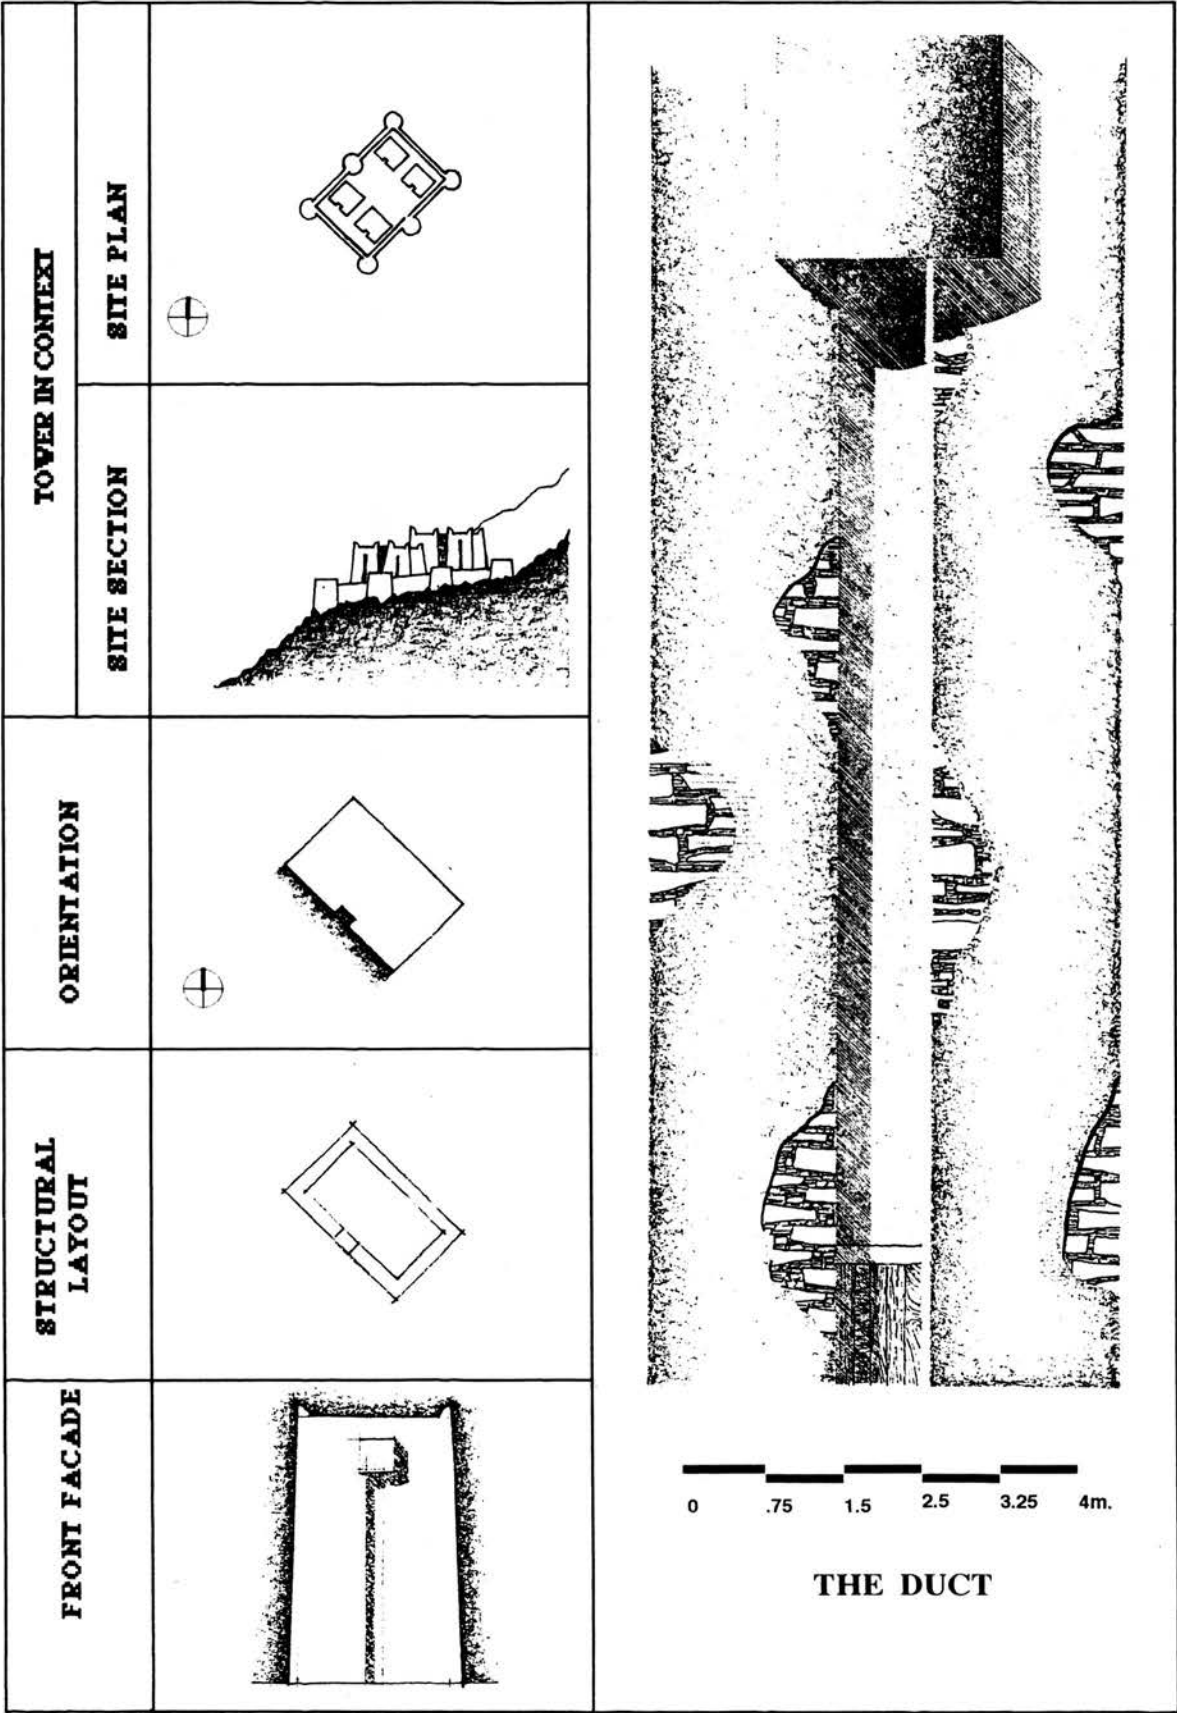 TOWER IN CONTEXT
SITE PLAN
SITE SECTION
ORIENTATION
STRUCTURAL
LAYOUT
FRONT FACADE
0 .75 1.5 2.5 3.25 4m.
THE DUCT